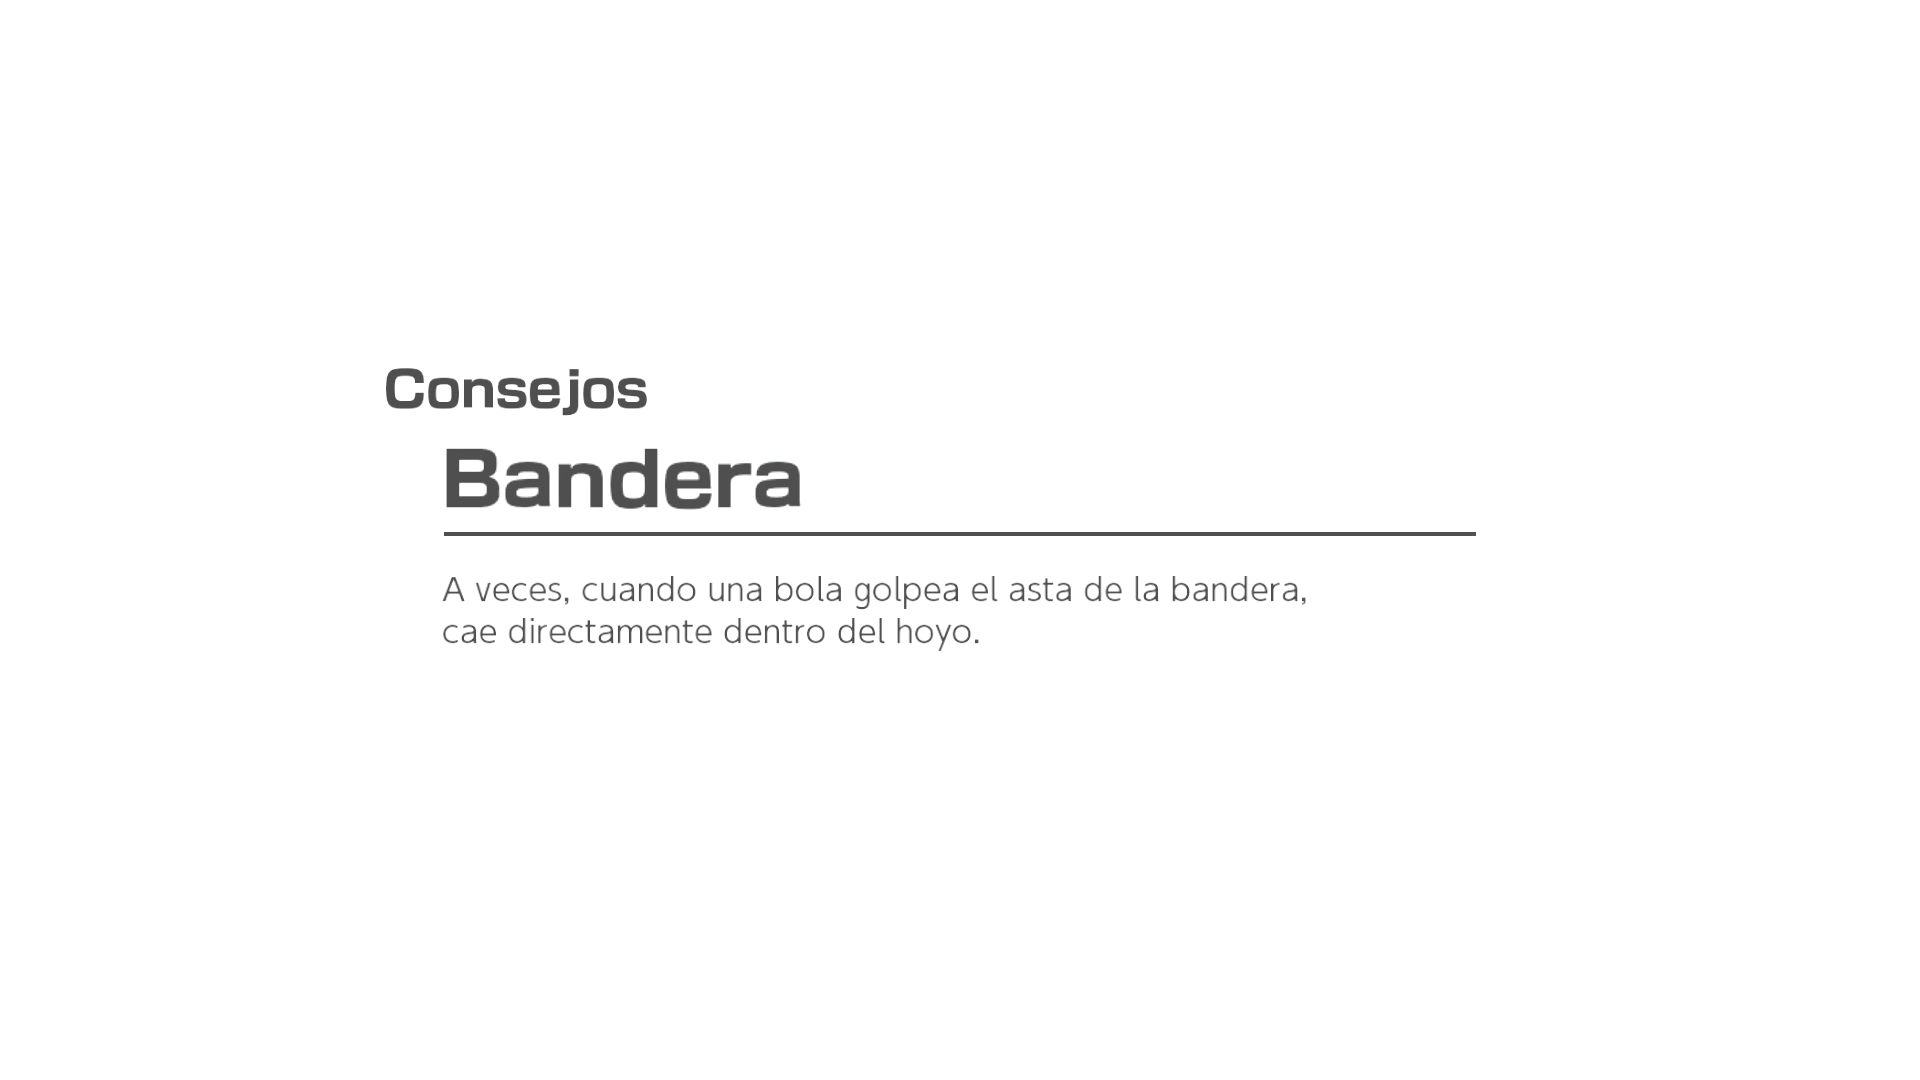 Consejos
Bandera
A veces, cuando una bola golpea el asta de la bandera,
cae directamente dentro del hoyo.